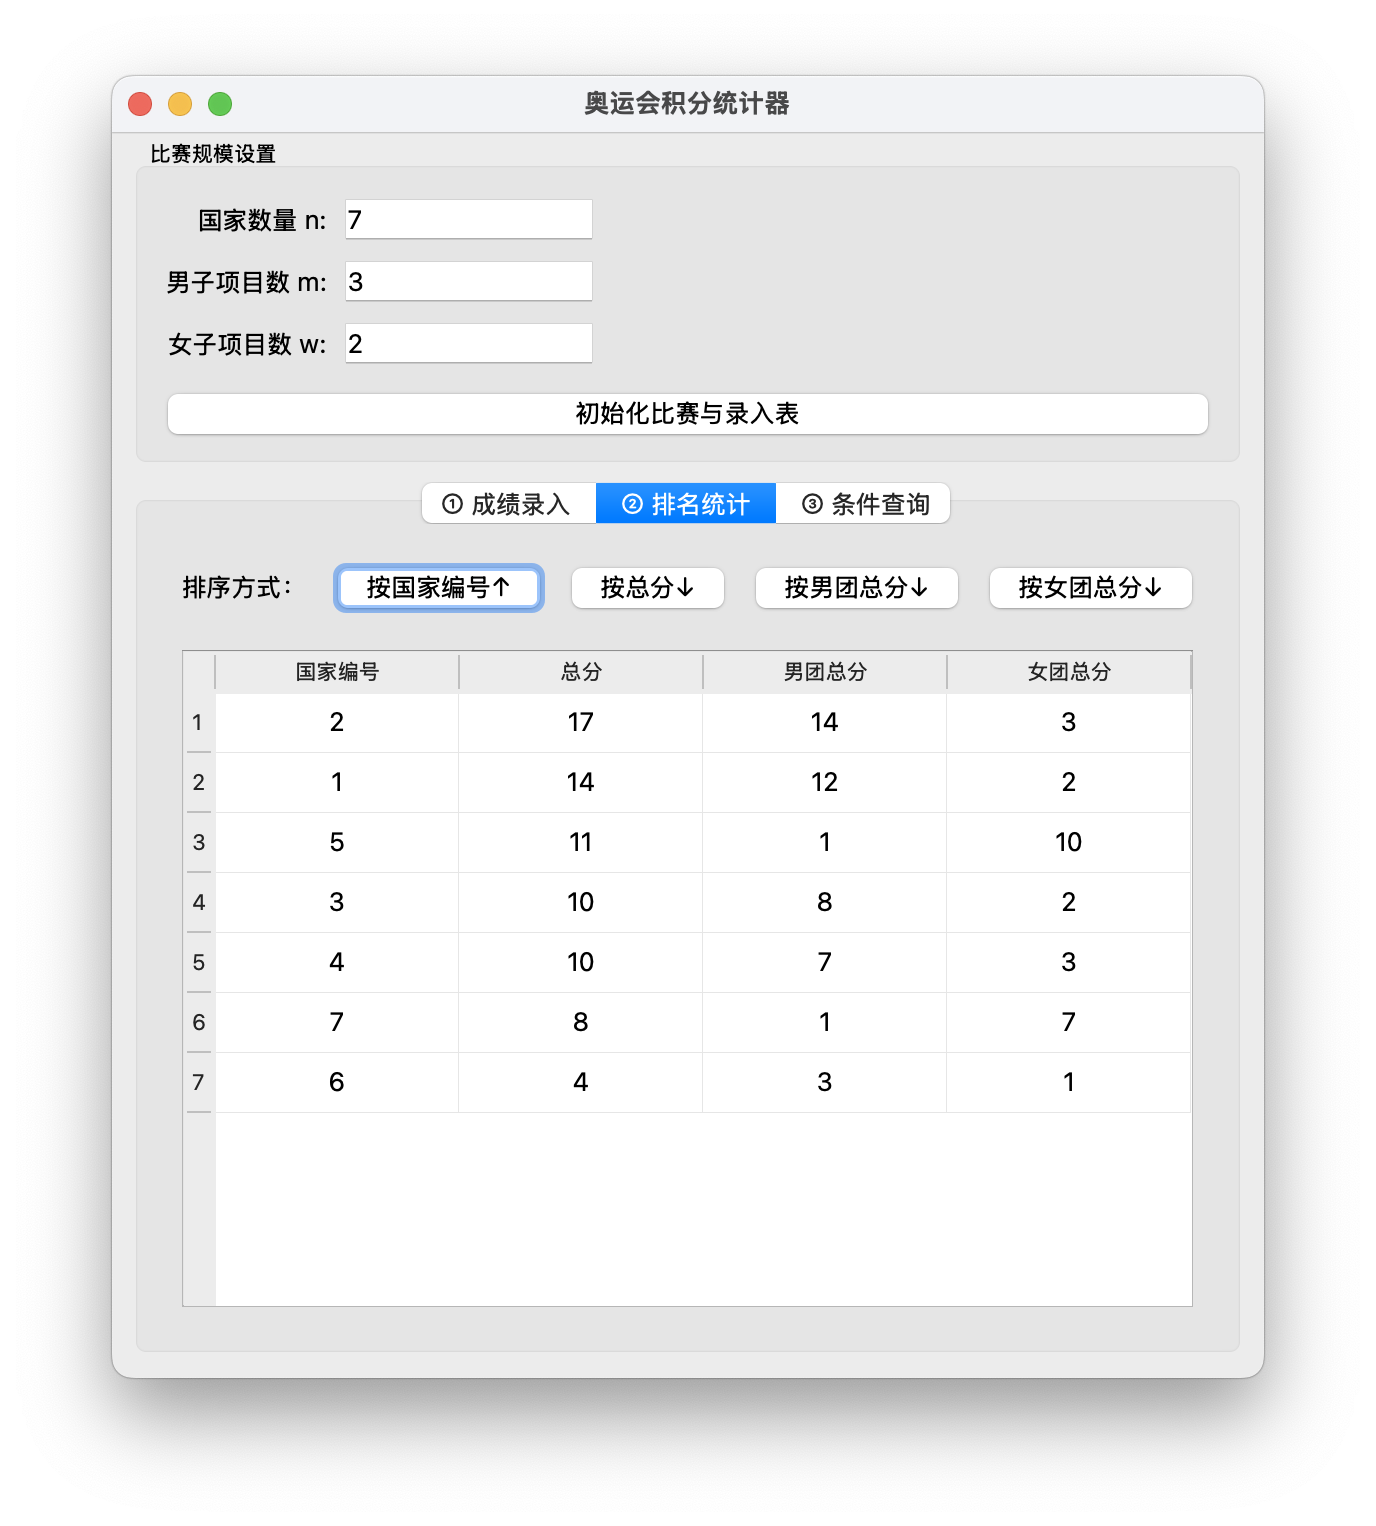 奥运会积分统计器
比赛规模设置
国家数量 n: 7
男子项目数 m: 3
女子项目数 w: 2
初始化比赛与录入表
① 成绩录入 ② 排名统计 ③ 条件查询
排序方式： 按国家编号↑ 按总分↓ 按男团总分↓ 按女团总分↓
国家编号 总分 男团总分 女团总分
1 2 17 14 3
2 1 14 12 2
3 5 11 1 10
4 3 10 8 2
5 4 10 7 3
6 7 8 1 7
7 6 4 3 1